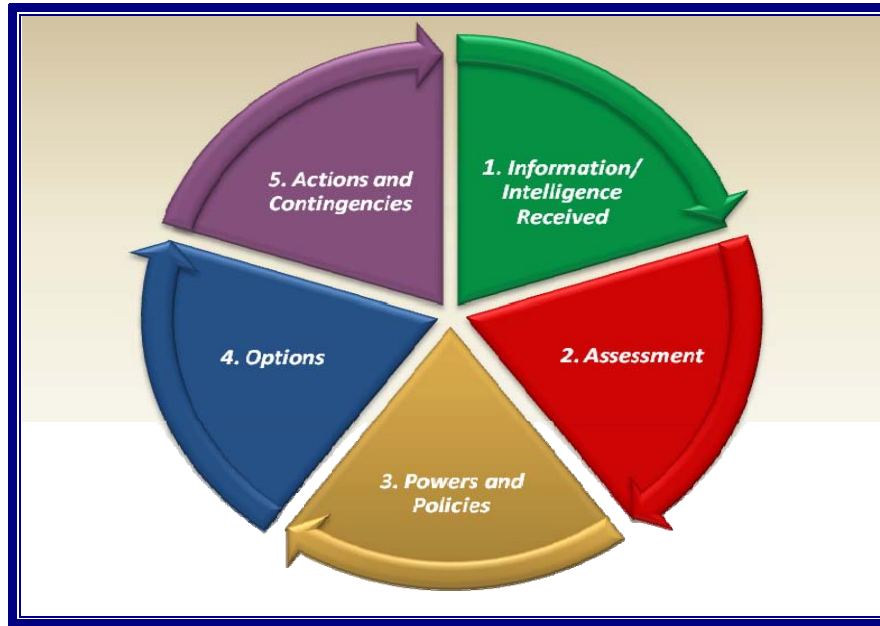 1. Information/
Intelligence
Received
2. Assessment
3. Powers and
Policies
4. Options
5. Actions and
Contingencies